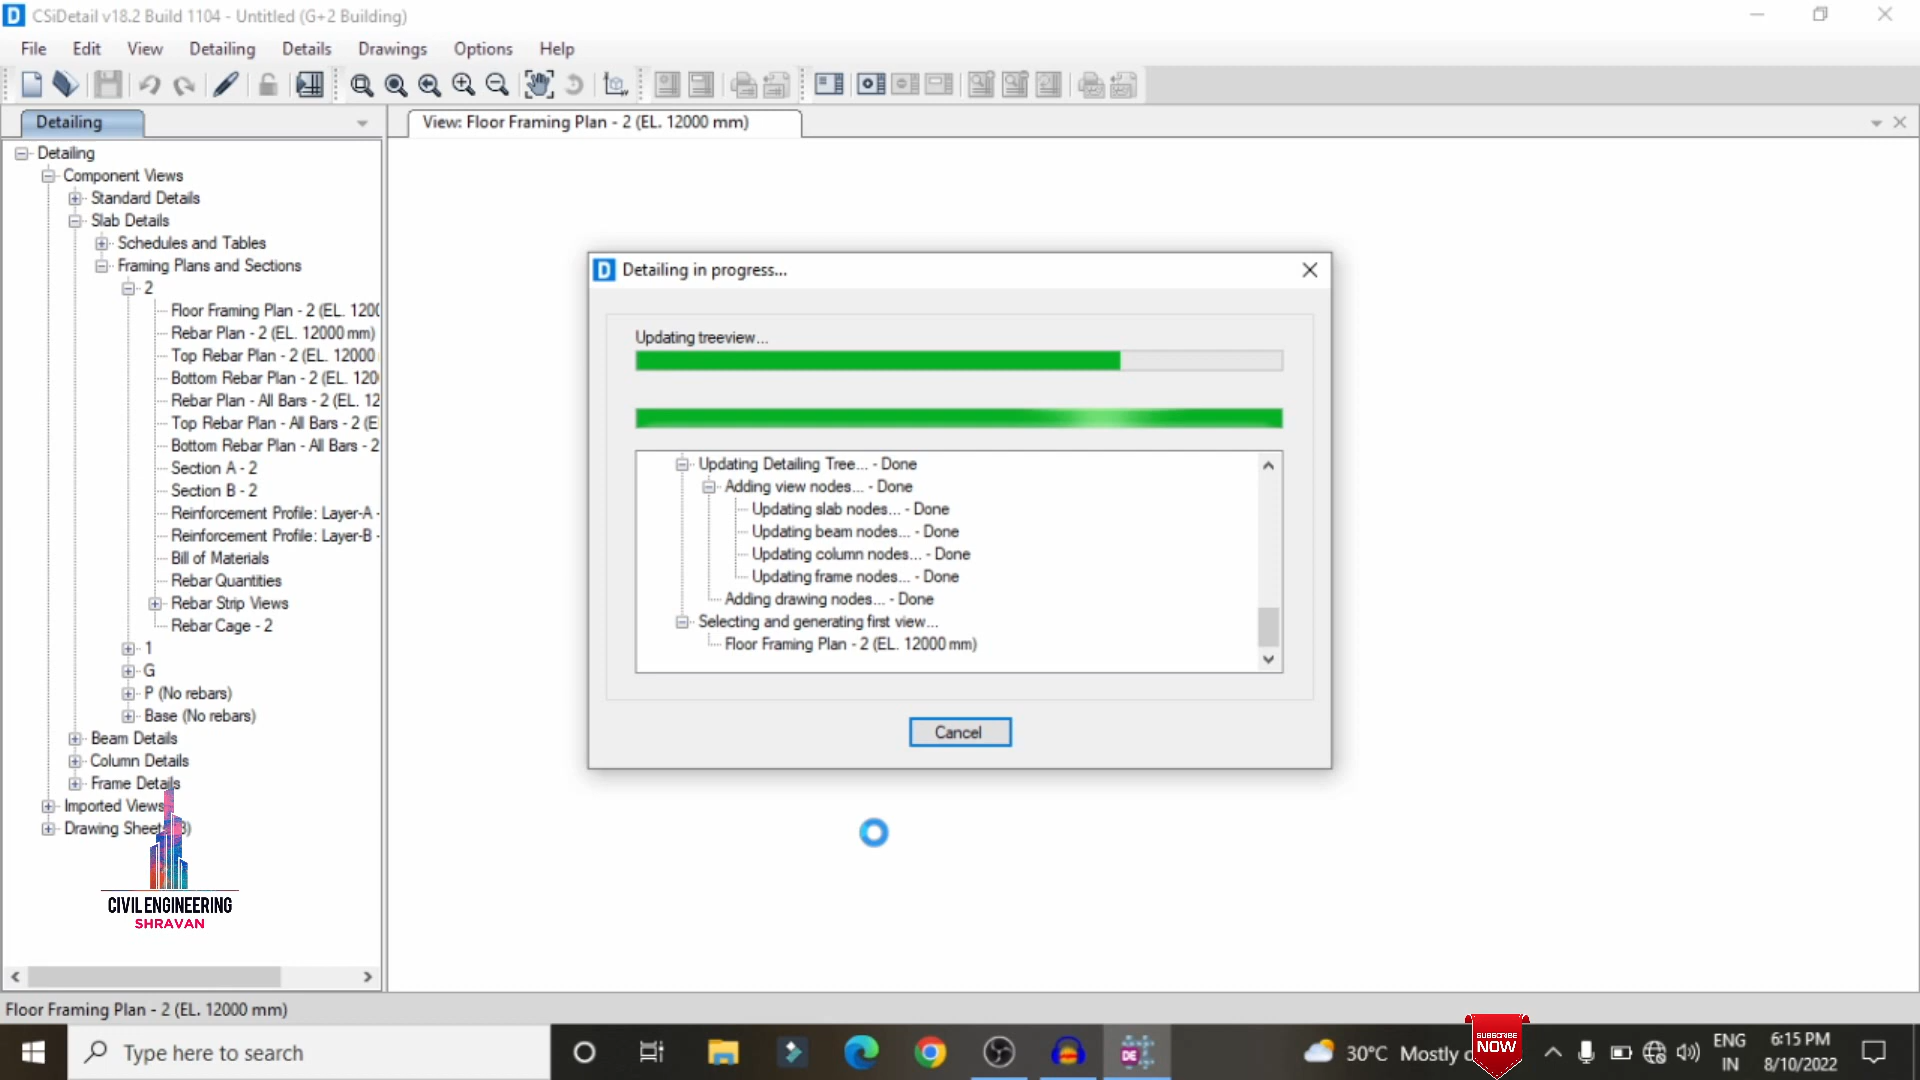 CSiDetail v18.2 Build 1104 - Untitled (G+2 Building)
File Edit View Detailing Details Drawings Options Help
Detailing
View: Floor Framing Plan - 2 (EL. 12000 mm)
Detailing
Component Views
Standard Details
Slab Details
Schedules and Tables
Framing Plans and Sections
2
Floor Framing Plan - 2 (EL. 120
Rebar Plan - 2 (EL. 12000 mm)
Top Rebar Plan - 2 (EL. 12000
Bottom Rebar Plan - 2 (EL. 120
Rebar Plan - All Bars - 2 (EL. 12
Top Rebar Plan - All Bars - 2 (E
Bottom Rebar Plan - All Bars - 2
Section A - 2
Section B - 2
Reinforcement Profile: Layer-A -
Reinforcement Profile: Layer-B -
Bill of Materials
Rebar Quantities
Rebar Strip Views
Rebar Cage - 2
1
G
P (No rebars)
Base (No rebars)
Beam Details
Column Details
Frame Details
Imported Views
Drawing Sheet 3)
CIVIL ENGINEERING
SHRAVAN
D Detailing in progress...
Updating treeview...
Updating Detailing Tree... - Done
Adding view nodes... - Done
Updating slab nodes... - Done
Updating beam nodes... - Done
Updating column nodes... - Done
Updating frame nodes... - Done
Adding drawing nodes... - Done
Selecting and generating first view...
Floor Framing Plan - 2 (EL. 12000 mm)
Cancel
Floor Framing Plan - 2 (EL. 12000 mm)
Type here to search
DE
30°C Mostly c
SUBSCRIBE
NOW
ENG
IN
6:15 PM
8/10/2022